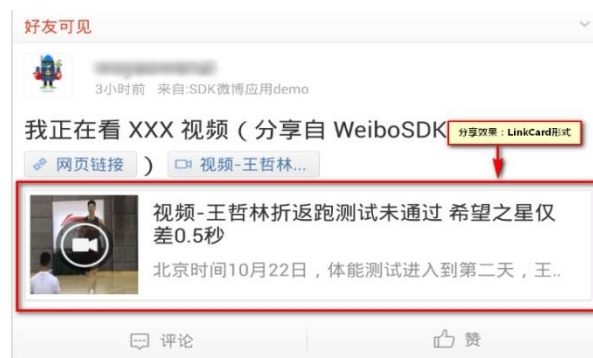 好友可见
3小时前 来自:SDK微博应用demo
我正在看 XXX 视频 ( 分享自 WeiboSDK
分享效果：LinkCard形式
网页链接 ) 视频-王哲林...
视频-王哲林折返跑测试未通过 希望之星仅
差0.5秒
北京时间10月22日，体能测试进入到第二天，王..
评论 赞